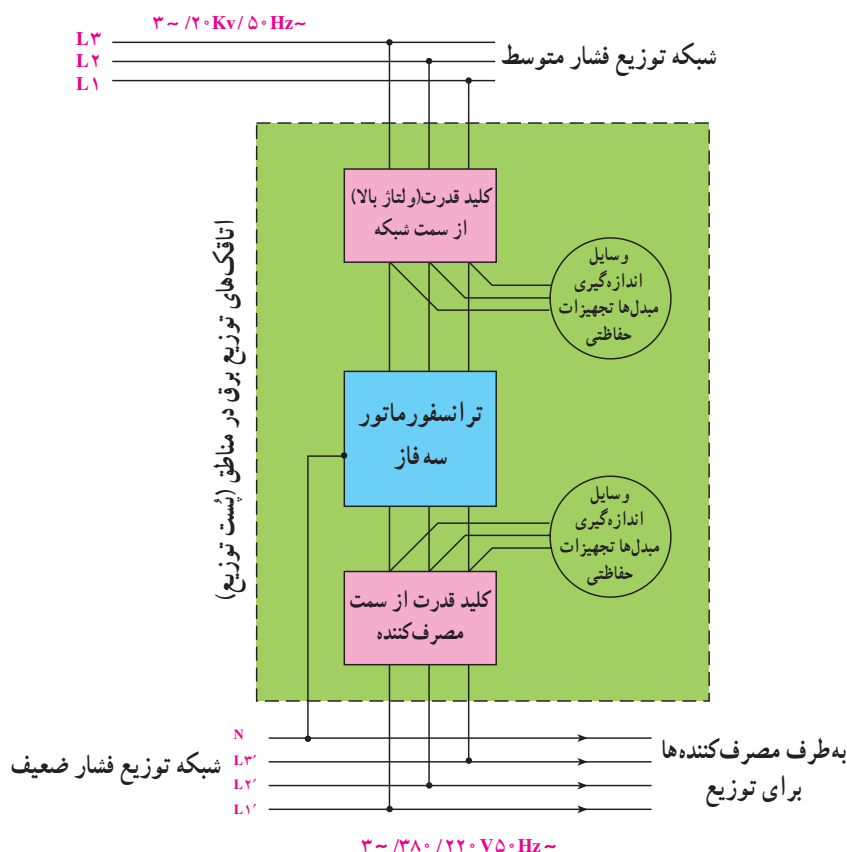 ۳~ /۲۰Kv/ ۵۰Hz~
L۳
L۲
L۱
شبکه توزیع فشار متوسط
کلید قدرت(ولتاژ بالا)
از سمت شبکه
وسایل
اندازه‌گیری
مبدل‌ها تجهیزات
حفاظتی
اتاقک‌های توزیع برق در مناطق (پُست توزیع)
ترانسفورماتور
سه فاز
وسایل
اندازه‌گیری
مبدل‌ها تجهیزات
حفاظتی
کلید قدرت از سمت
مصرف‌کننده
N
L۳′
L۲′
L۱′
شبکه توزیع فشار ضعیف
به‌طرف مصرف‌کننده‌ها
برای توزیع
۳~ /۳۸۰ /۲۲۰V۵۰Hz~